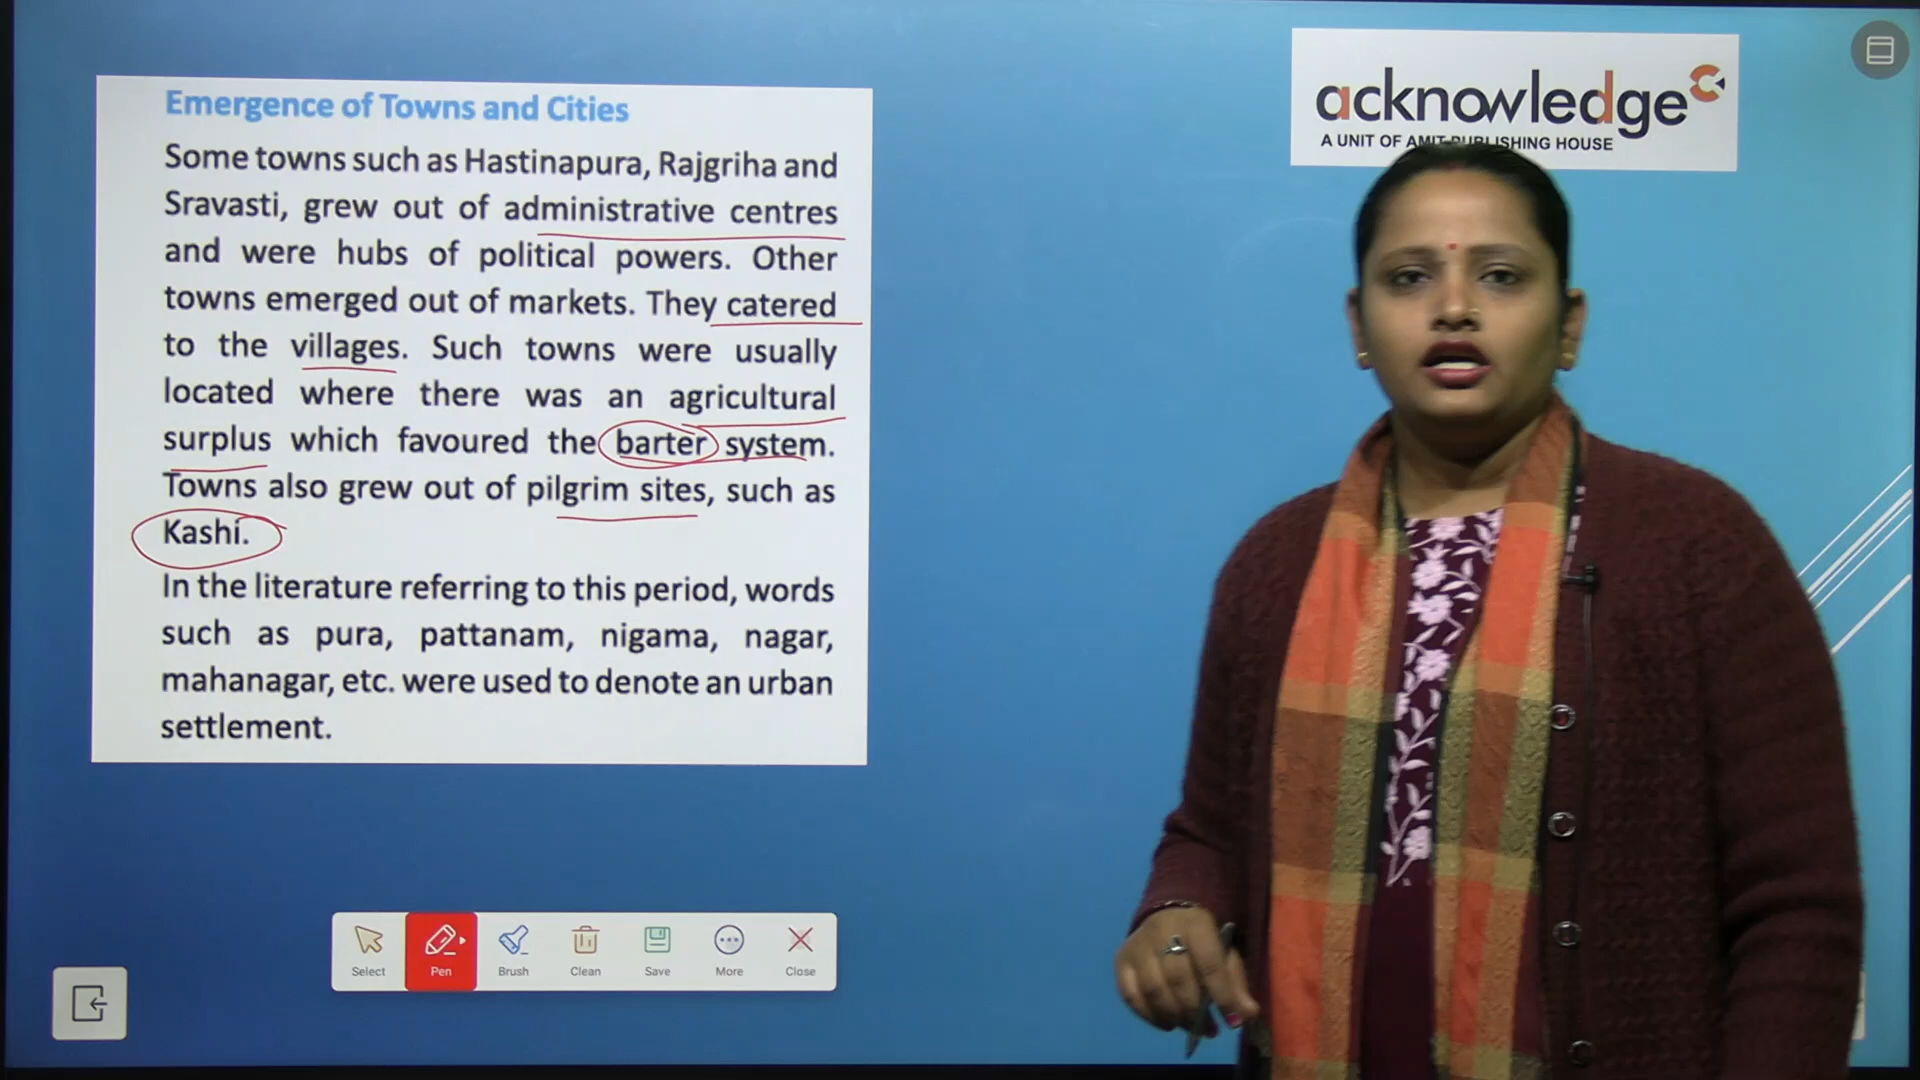 Emergence of Towns and Cities
Some towns such as Hastinapura, Rajgriha and
Sravasti, grew out of administrative centres
and were hubs of political powers. Other
towns emerged out of markets. They catered
to the villages. Such towns were usually
located where there was an agricultural
surplus which favoured the barter system.
Towns also grew out of pilgrim sites, such as
Kashi.
In the literature referring to this period, words
such as pura, pattanam, nigama, nagar,
mahanagar, etc. were used to denote an urban
settlement.
acknowledge
A UNIT OF AMIT PUBLISHING HOUSE
Select Pen Brush Clean Save More Close